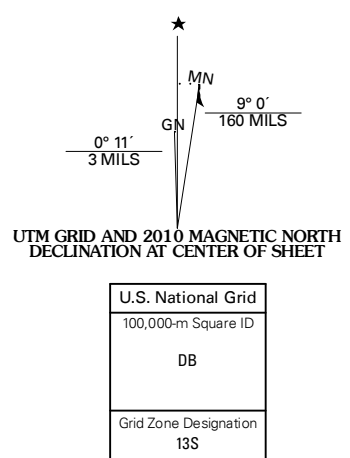 MN
9° 0´
160 MILS
GN
0° 11´
3 MILS
UTM GRID AND 2010 MAGNETIC NORTH
DECLINATION AT CENTER OF SHEET
U.S. National Grid
100,000-m Square ID
DB
Grid Zone Designation
13S